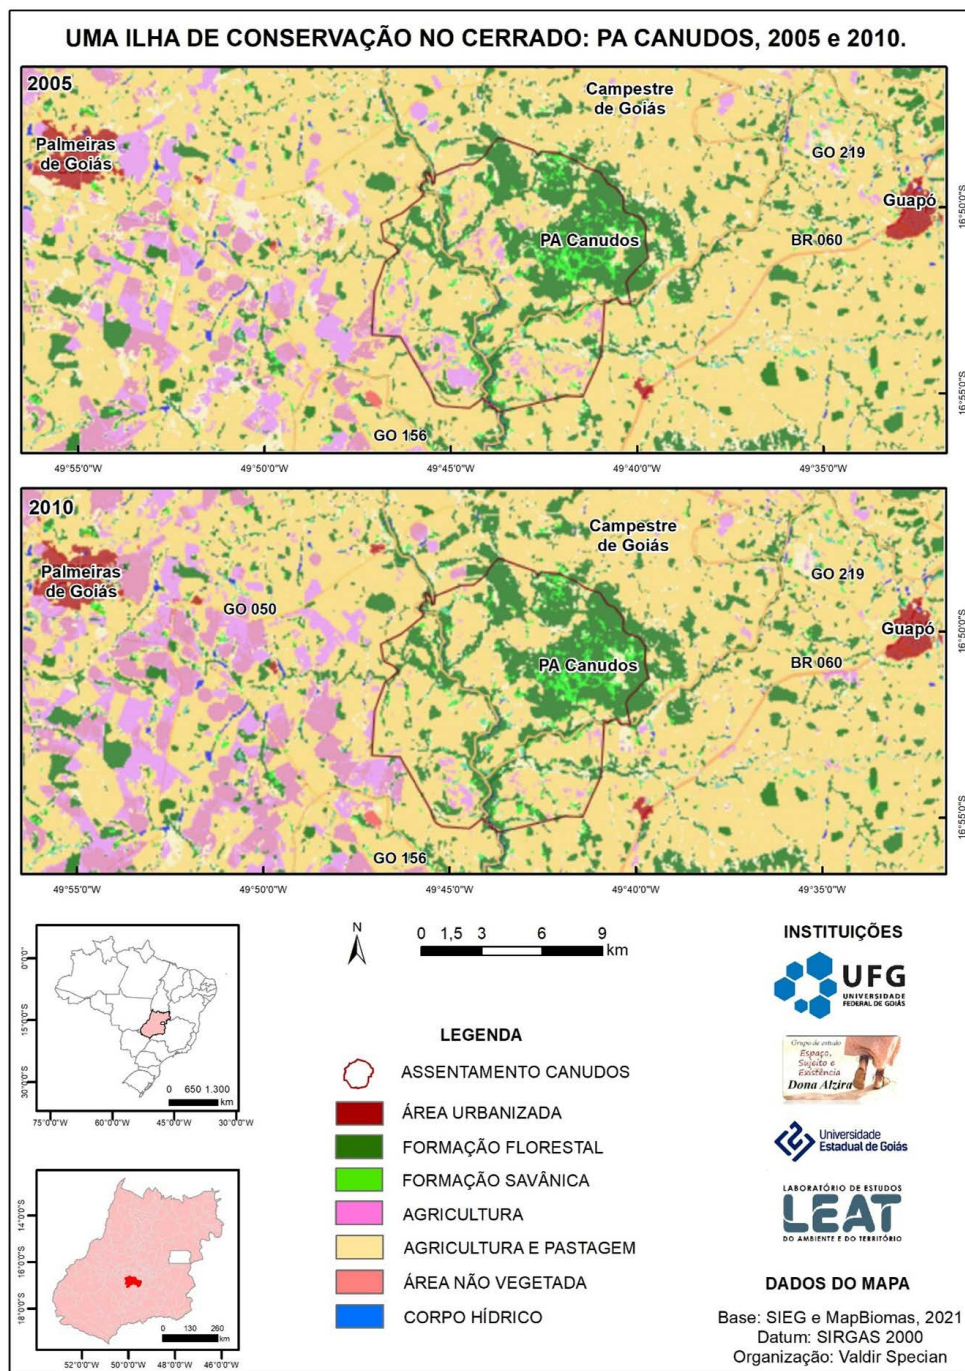 UMA ILHA DE CONSERVAÇÃO NO CERRADO: PA CANUDOS, 2005 e 2010.
2005
Campestre
de Goiás
Palmeiras
de Goiás
GO 219
Guapó
PA Canudos
BR 060
GO 156
16°50'0"S
16°55'0"S
49°55'0"W
49°50'0"W
49°45'0"W
49°40'0"W
49°35'0"W
2010
Campestre
de Goiás
Palmeiras
de Goiás
GO 219
GO 050
Guapó
PA Canudos
BR 060
GO 156
16°50'0"S
16°55'0"S
49°55'0"W
49°50'0"W
49°45'0"W
49°40'0"W
49°35'0"W
0°0'0"
15°0'0"S
30°0'0"S
0 650 1.300
km
75°0'0"W
60°0'0"W
45°0'0"W
30°0'0"W
14°0'0"S
16°0'0"S
18°0'0"S
0 130 260
km
52°0'0"W
50°0'0"W
48°0'0"W
46°0'0"W
N
0 1,5 3 6 9
km
LEGENDA
ASSENTAMENTO CANUDOS
ÁREA URBANIZADA
FORMAÇÃO FLORESTAL
FORMAÇÃO SAVÂNICA
AGRICULTURA
AGRICULTURA E PASTAGEM
ÁREA NÃO VEGETADA
CORPO HÍDRICO
INSTITUIÇÕES
UFG
UNIVERSIDADE
FEDERAL DE GOIÁS
Grupo de estudo
Espaço,
Sujeito e
Existência
Dona Alzira
Universidade
Estadual de Goiás
LABORATÓRIO DE ESTUDOS
LEAT
DO AMBIENTE E DO TERRITÓRIO
DADOS DO MAPA
Base: SIEG e MapBiomas, 2021
Datum: SIRGAS 2000
Organização: Valdir Specian